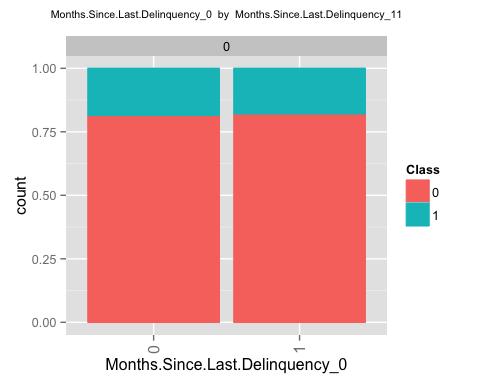 Months.Since.Last.Delinquency_0 by Months.Since.Last.Delinquency_11
0
1.00
0.75
0.50
0.25
0.00
count
0
1
Months.Since.Last.Delinquency_0
Class
0
1